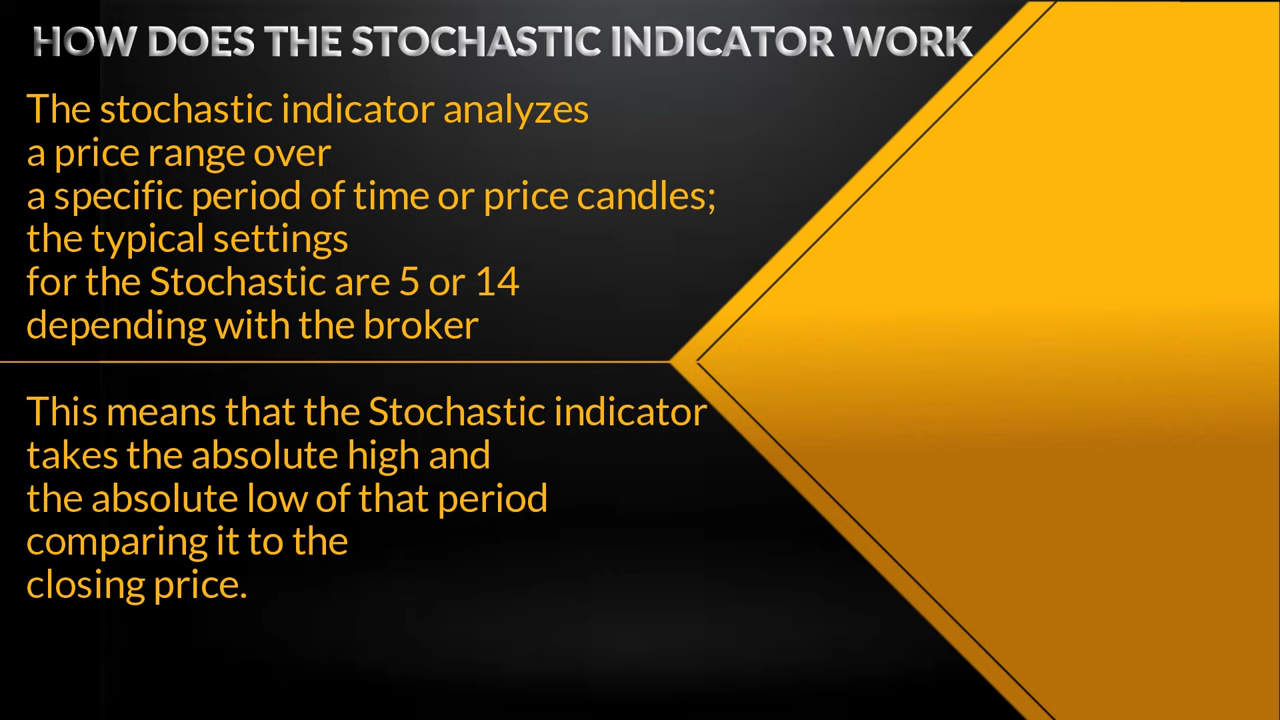 HOW DOES THE STOCHASTIC INDICATOR WORK
The stochastic indicator analyzes
a price range over
a specific period of time or price candles;
the typical settings
for the Stochastic are 5 or 14
depending with the broker
This means that the Stochastic indicator
takes the absolute high and
the absolute low of that period
comparing it to the
closing price.